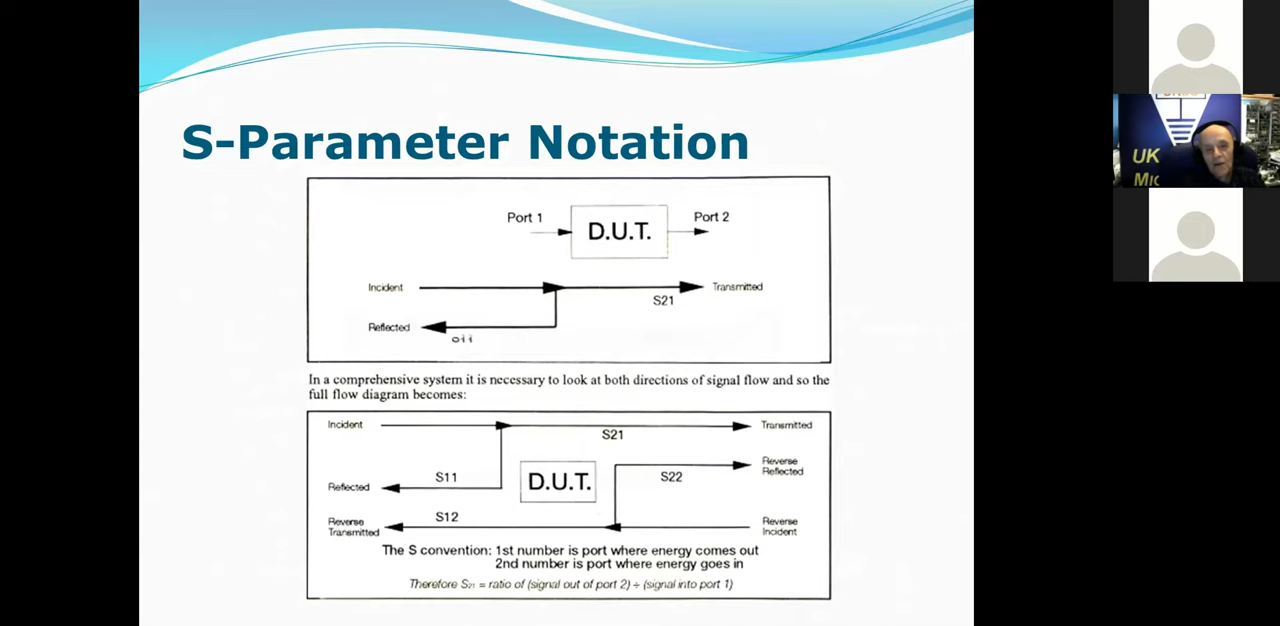 S-Parameter Notation
Port 1
D.U.T.
Port 2
Incident
Transmitted
S21
Reflected
In a comprehensive system it is necessary to look at both directions of signal flow and so the
full flow diagram becomes:
Incident
Transmitted
S21
Reverse
Reflected
S11
D.U.T.
S22
Reflected
S12
Reverse
Transmitted
Reverse
Incident
The S convention: 1st number is port where energy comes out
2nd number is port where energy goes in
Therefore S21 = ratio of (signal out of port 2) ÷ (signal into port 1)
UK